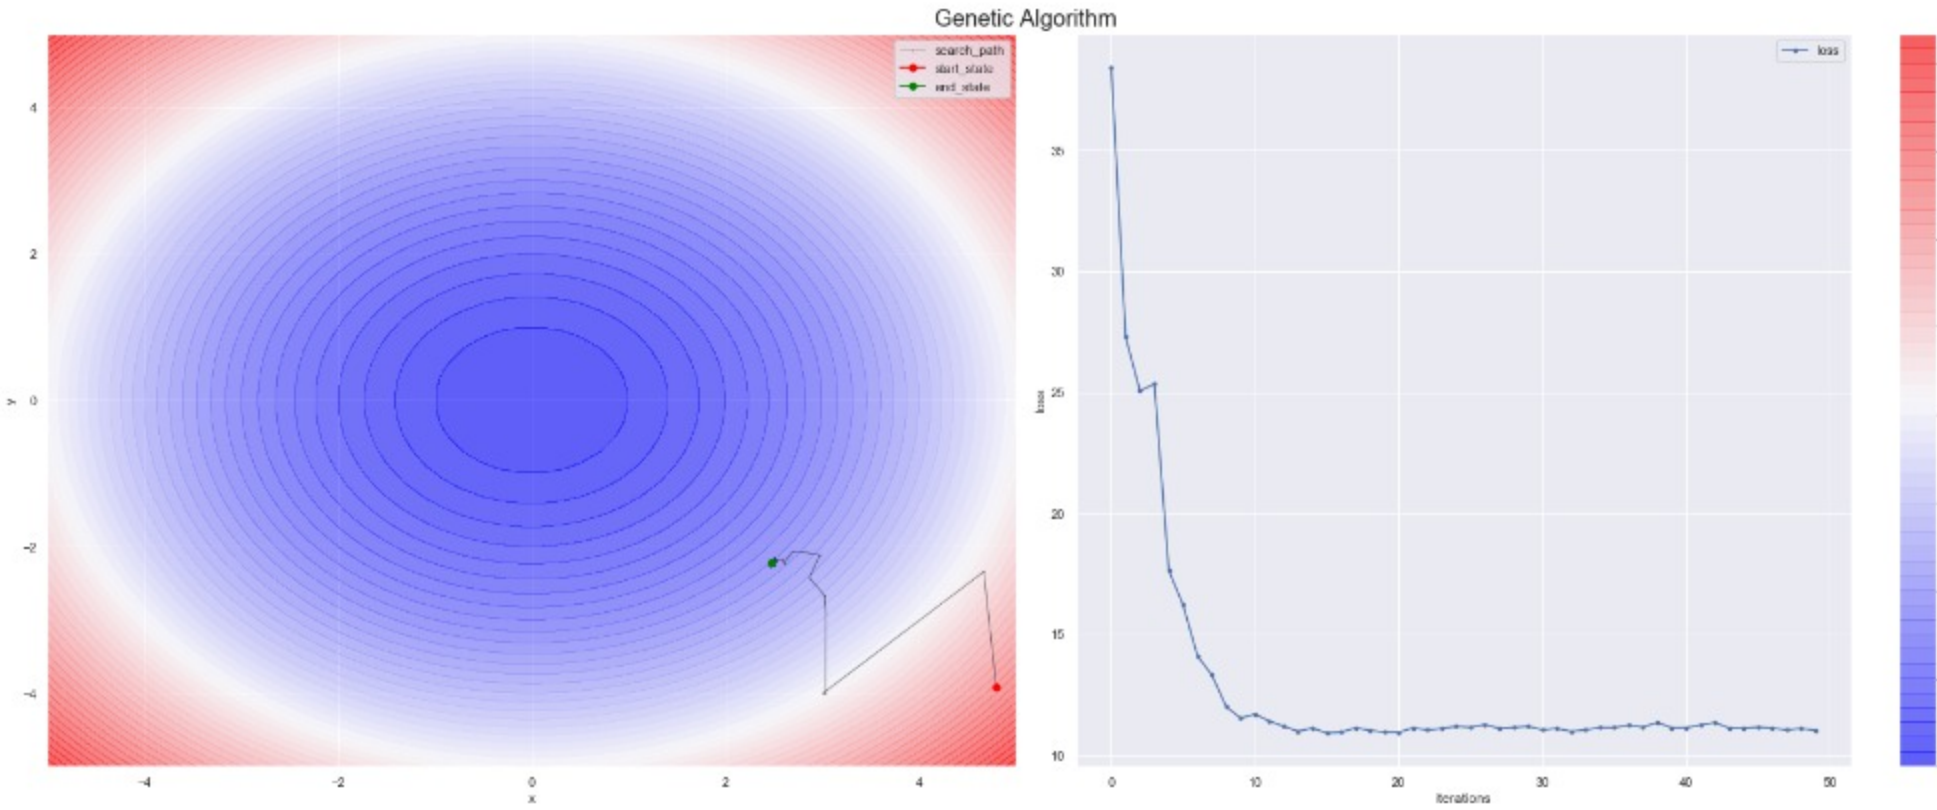 Genetic Algorithm
search_path
start_state
end_state
4
2
0
−2
−4
y
−4
−2
0
2
4
x
loss
35
30
25
20
15
10
loss
0
10
20
30
40
50
Iterations